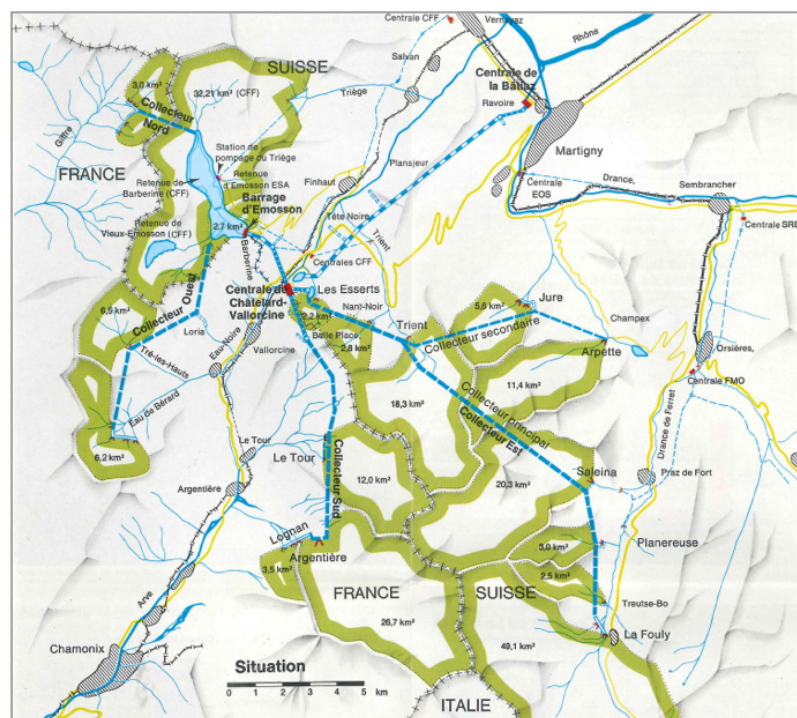 Centrale CFF
Vernayaz
Rhône
Salvan
SUISSE
Centrale de
la Bâtiaz
Ravoire
3,0 km²
32,21 km² (CFF)
Collecteur
Nord
Triège
Giffre
Station de
pompage du Triège
Planajeur
Martigny
FRANCE
Retenue
d'Emosson ESA
Retenue de
Barberine (CFF)
Finhaut
Centrale
EOS
Drance,
Sembrancher
Barrage
d'Emosson
Tête Noire
Retenue de
Vieux-Emosson (CFF)
2,7 km²
Trient
Centrale SRE
Barberine
Centrales CFF
Centrale de
Châtelard-
Vallorcine
Les Esserts
Collecteur Ouest
Nant-Noir
5,6 km²
Jure
6,5 km²
2,2 km²
Champex
Loria
Belle Place
Trient
Collecteur secondaire
Eau-Noire
Vallorcine
2,8 km²
Arpette
Orsières,
Tré-les-Hauts
Centrale FMO
Eau de Bérard
18,3 km²
11,4 km²
Collecteur principal
Collecteur Est
Drance de Ferret
6,2 km²
Le Tour
Le Tour
Collecteur Sud
12,0 km²
20,3 km²
Saleina
Praz de Fort
Argentière
Lognan
Argentière
5,0 km²
Planereuse
3,5 km²
FRANCE
SUISSE
2,5 km²
Treutse-Bo
Arve
26,7 km²
La Fouly
49,1 km²
Chamonix
Situation
0 1 2 3 4 5 km
ITALIE